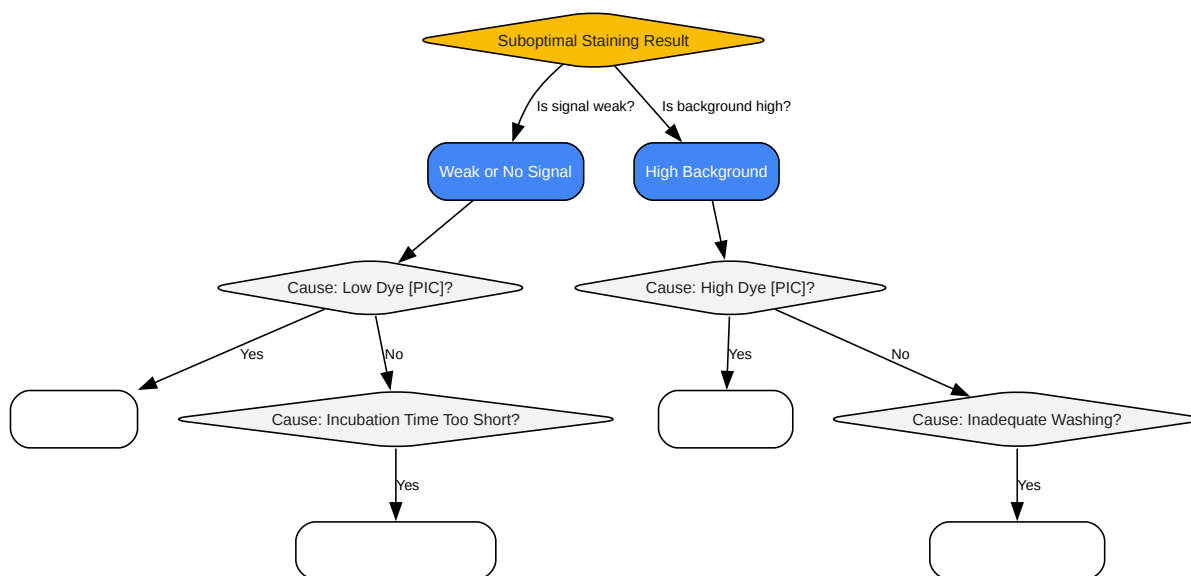 Suboptimal Staining Result
Is signal weak?
Is background high?
Weak or No Signal
High Background
Cause: Low Dye [PIC]?
Cause: High Dye [PIC]?
Yes
No
Yes
No
Cause: Incubation Time Too Short?
Cause: Inadequate Washing?
Yes
Yes